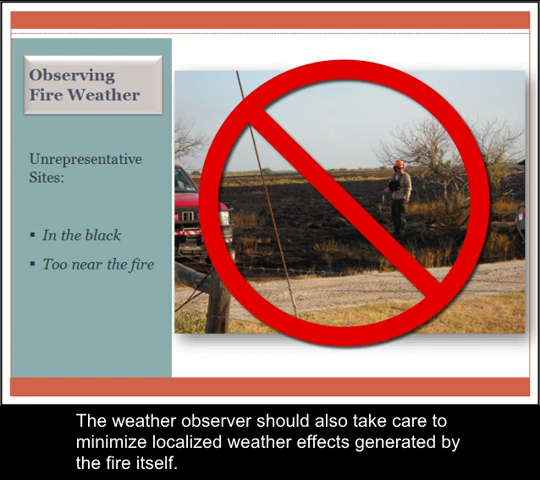 Observing
Fire Weather
Unrepresentative
Sites:
▪ In the black
▪ Too near the fire
The weather observer should also take care to
minimize localized weather effects generated by
the fire itself.